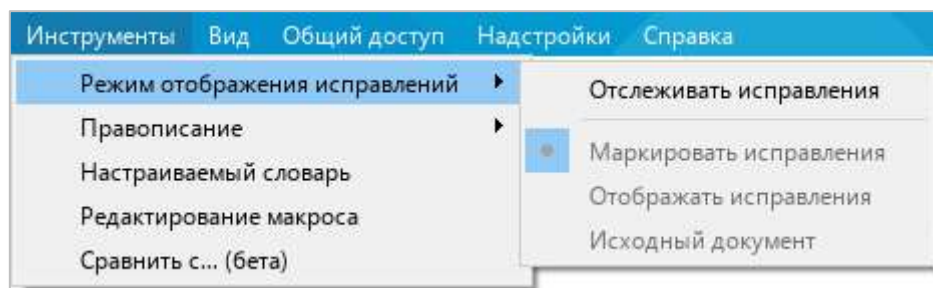 Инструменты Вид Общий доступ Надстройки Справка
Режим отображения исправлений
Правописание
Настраиваемый словарь
Редактирование макроса
Сравнить с... (бета)
Отслеживать исправления
Маркировать исправления
Отображать исправления
Исходный документ